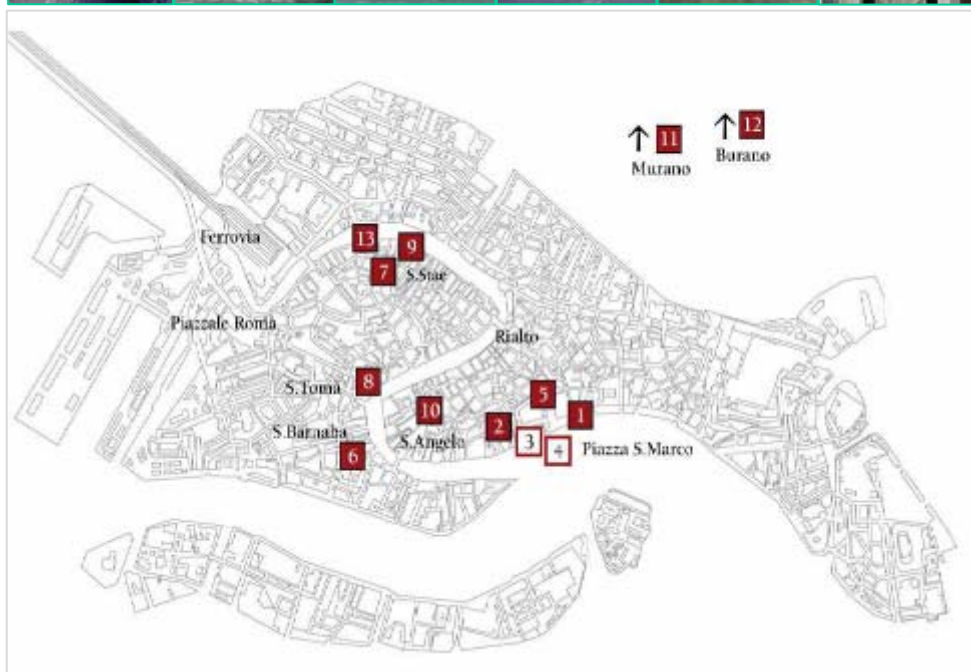 11
12
Murano
Burano
Ferrovia
13
9
7
S.Stae
Piazzale Roma
Rialto
S.Tomà
8
5
10
1
S.Barnaba
2
S.Angelo
3
4
Piazza S.Marco
6